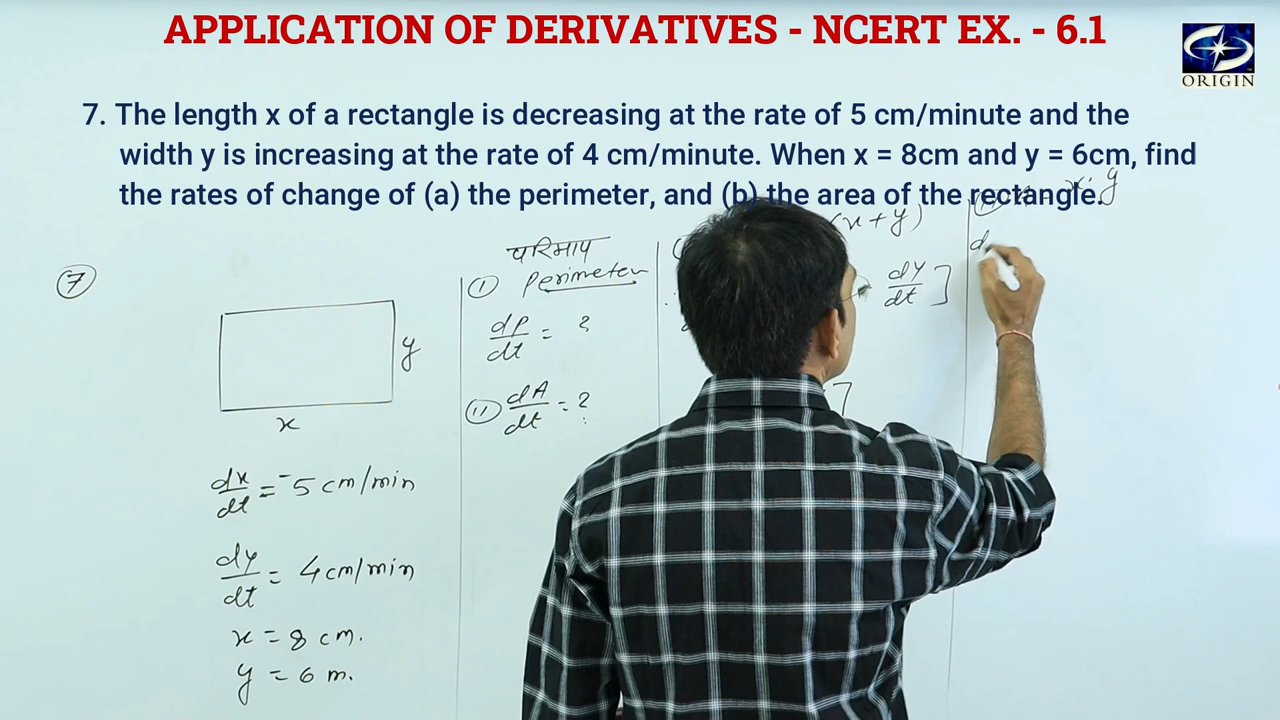 APPLICATION OF DERIVATIVES - NCERT EX. - 6.1
ORIGIN
7. The length x of a rectangle is decreasing at the rate of 5 cm/minute and the
width y is increasing at the rate of 4 cm/minute. When x = 8cm and y = 6cm, find
the rates of change of (a) the perimeter, and (b) the area of the rectangle.
7
y
x
dx/dt = -5 cm/min
dy/dt = 4 cm/min
x = 8 cm.
y = 6 m.
परिमाप
(i) Perimeter
dP/dt = ?
(ii) dA/dt = ?
(x + y)
dy/dt ]
]
x. y
d